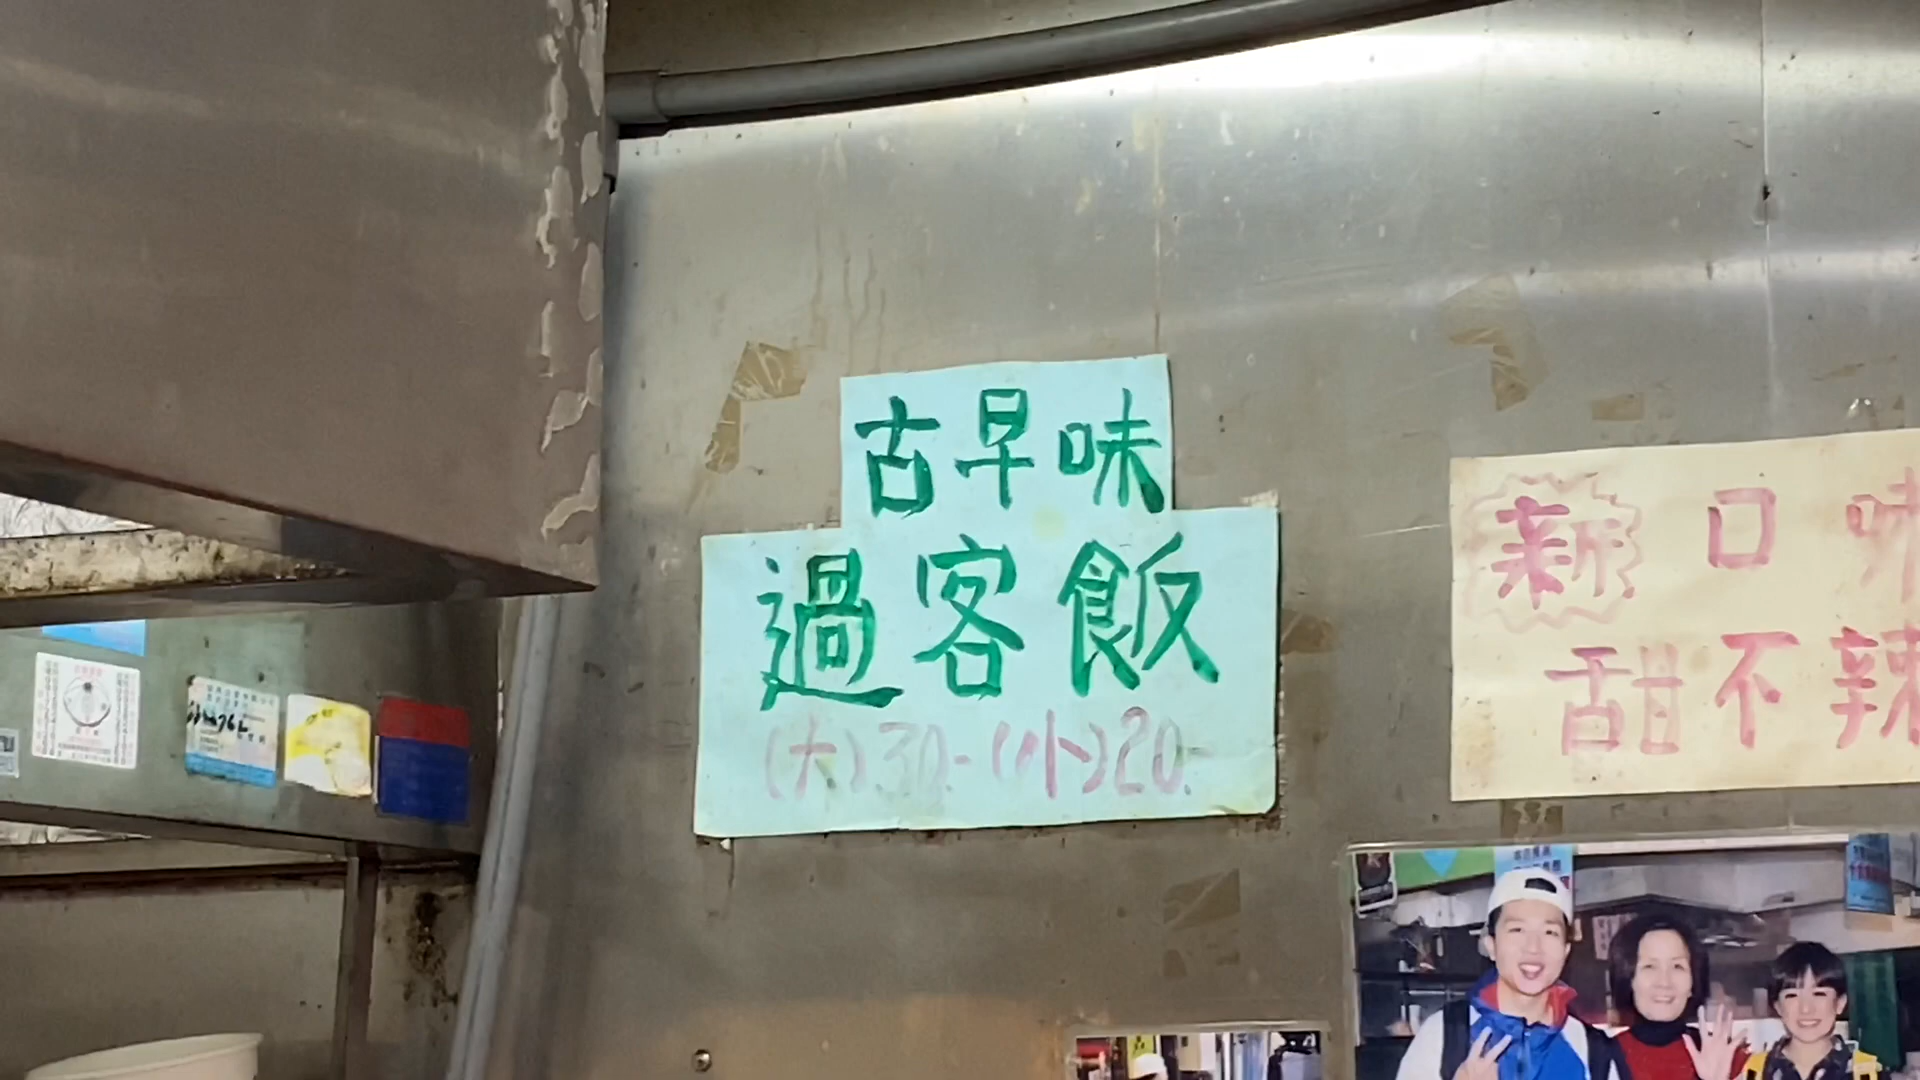 古早味
過客飯
(大)30.-(小)20.-
新口味
甜不辣